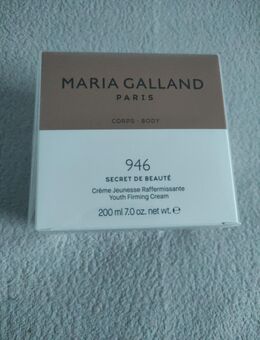 MARIA GALLAND
PARIS
CORPS · BODY
946
SECRET DE BEAUTÉ
Crème Jeunesse Raffermissante
Youth Firming Cream
200 ml 7.0 oz. net wt. ℮